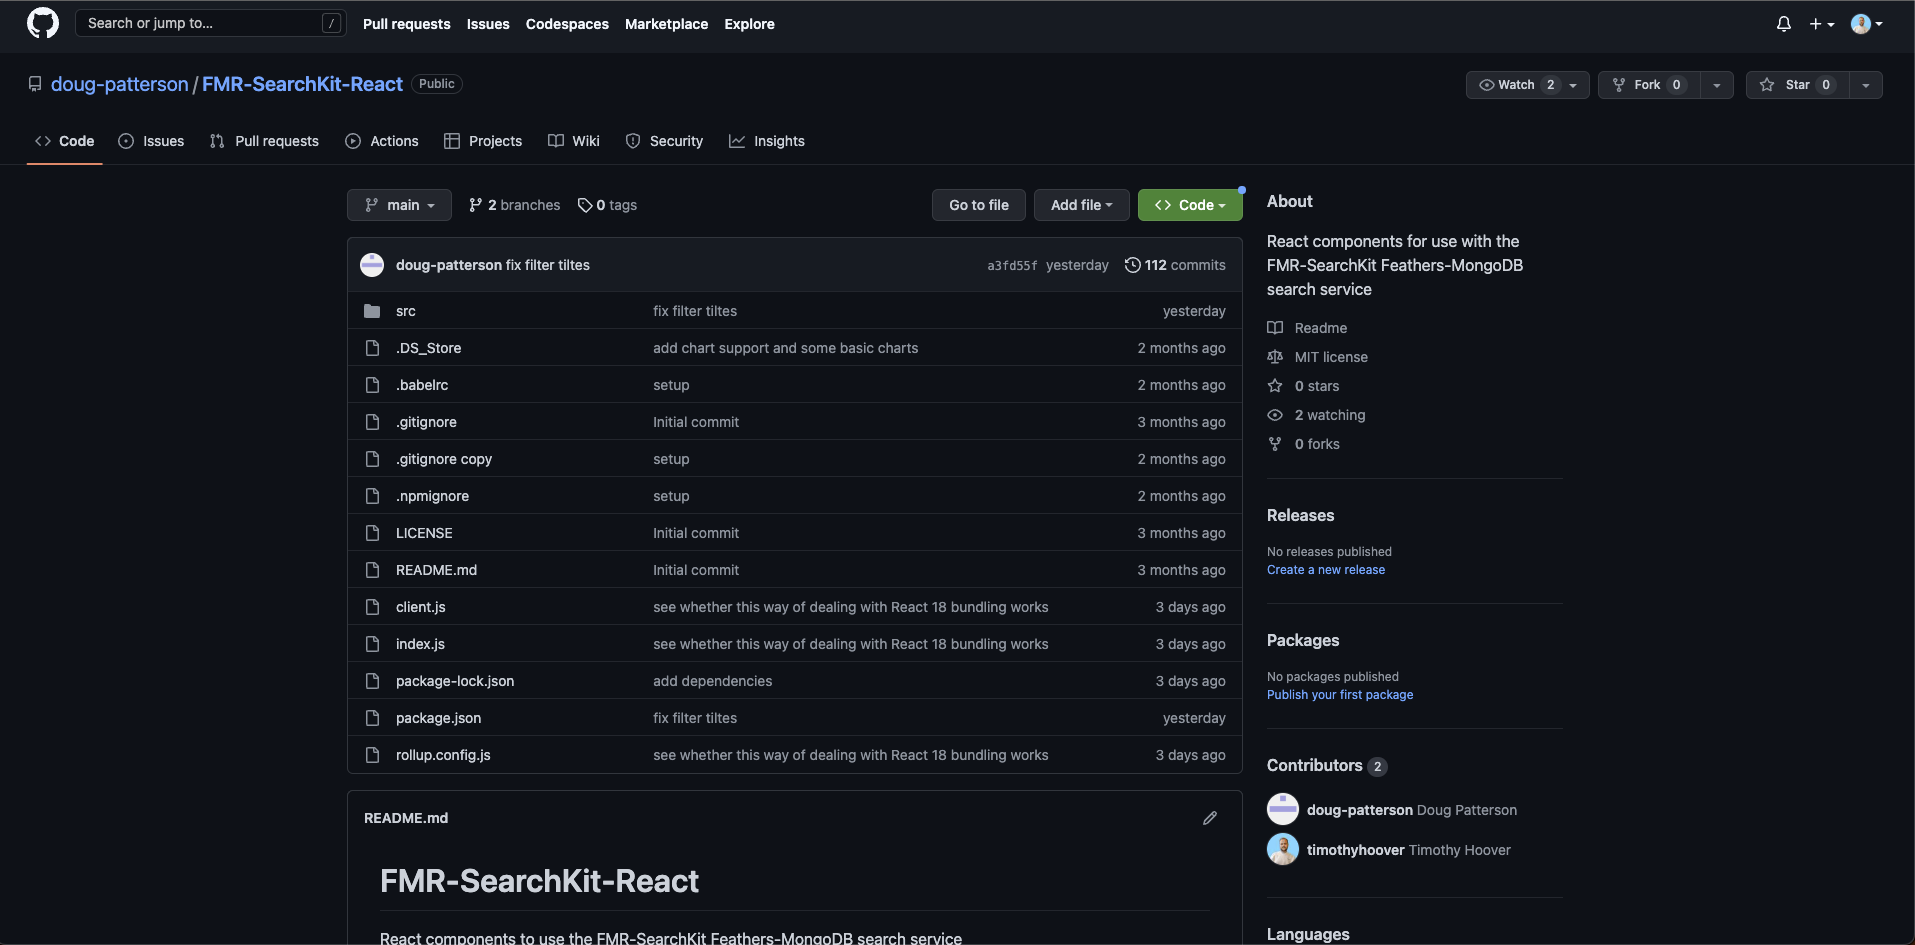 Search or jump to... /
Pull requests Issues Codespaces Marketplace Explore
doug-patterson / FMR-SearchKit-React Public
Watch 2 Fork 0 Star 0
Code Issues Pull requests Actions Projects Wiki Security Insights
main 2 branches 0 tags Go to file Add file Code
doug-patterson fix filter tiltes a3fd55f yesterday 112 commits
src fix filter tiltes yesterday
.DS_Store add chart support and some basic charts 2 months ago
.babelrc setup 2 months ago
.gitignore Initial commit 3 months ago
.gitignore copy setup 2 months ago
.npmignore setup 2 months ago
LICENSE Initial commit 3 months ago
README.md Initial commit 3 months ago
client.js see whether this way of dealing with React 18 bundling works 3 days ago
index.js see whether this way of dealing with React 18 bundling works 3 days ago
package-lock.json add dependencies 3 days ago
package.json fix filter tiltes yesterday
rollup.config.js see whether this way of dealing with React 18 bundling works 3 days ago
README.md
FMR-SearchKit-React
React components to use the FMR-SearchKit Feathers-MongoDB search service
About
React components for use with the
FMR-SearchKit Feathers-MongoDB
search service
Readme
MIT license
0 stars
2 watching
0 forks
Releases
No releases published
Create a new release
Packages
No packages published
Publish your first package
Contributors 2
doug-patterson Doug Patterson
timothyhoover Timothy Hoover
Languages